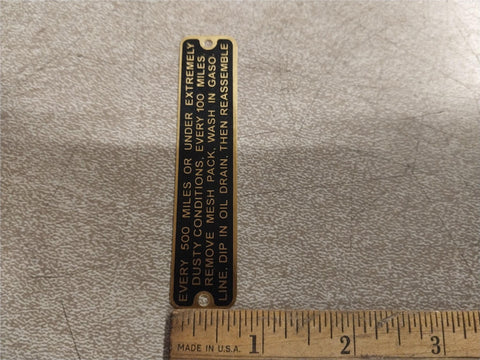 EVERY 500 MILES OR UNDER EXTREMELY
DUSTY CONDITIONS, EVERY 100 MILES
REMOVE MESH PACK, WASH IN GASO-
LINE, DIP IN OIL DRAIN, THEN REASSEMBLE
MADE IN U.S.A. 1 2 3